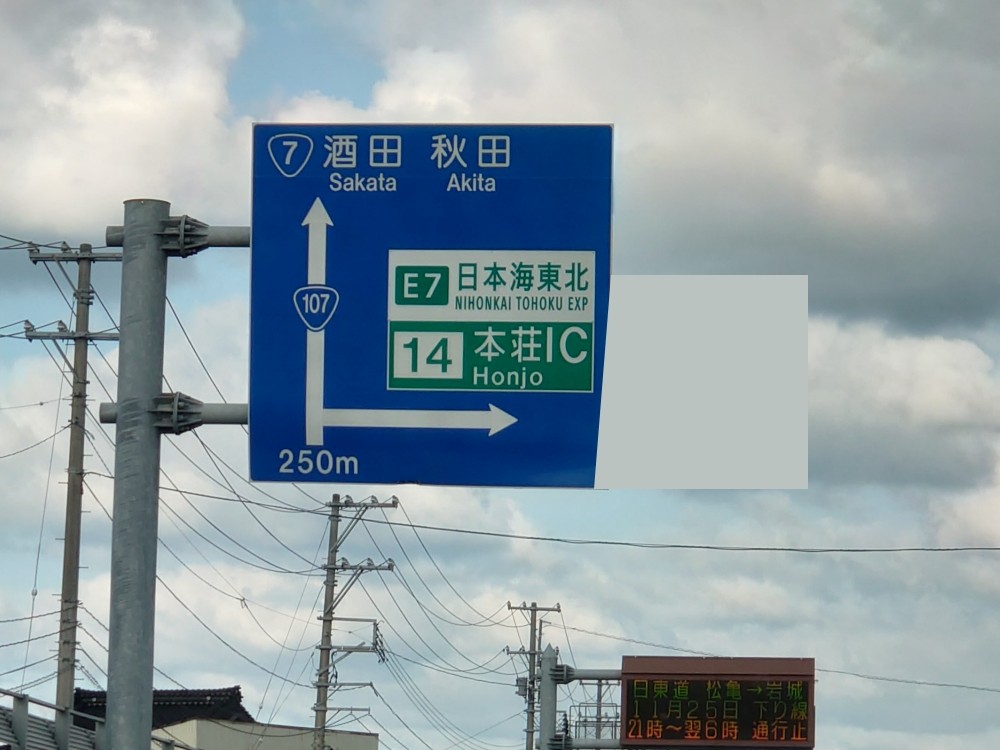 7 酒田 秋田
Sakata Akita
E7 日本海東北
NIHONKAI TOHOKU EXP
107
14 本荘IC
Honjo
250m
日東道 松亀→岩城
11月25日 下り線
21時～翌6時 通行止